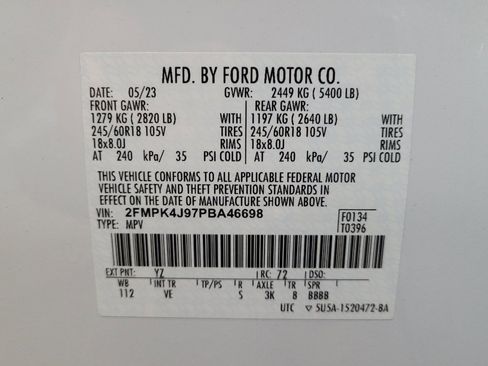 MFD. BY FORD MOTOR CO.
DATE: 05/23 GVWR: 2449 KG ( 5400 LB)
FRONT GAWR: REAR GAWR:
1279 KG ( 2820 LB) WITH 1197 KG ( 2640 LB) WITH
245/60R18 105V TIRES 245/60R18 105V TIRES
18x8.0J RIMS 18x8.0J RIMS
AT 240 kPa/ 35 PSI COLD AT 240 kPa/ 35 PSI COLD
THIS VEHICLE CONFORMS TO ALL APPLICABLE FEDERAL MOTOR
VEHICLE SAFETY AND THEFT PREVENTION STANDARDS IN
EFFECT ON THE DATE OF MANUFACTURE SHOWN ABOVE.
VIN: 2FMPK4J97PBA46698 F0134
TYPE: MPV T0396
EXT PNT: YZ RC: 72 DSO:
WB INT TR TP/PS R AXLE TR SPR
112 VE S 3K 8 BBBB
UTC ▽ 5U5A-1520472-BA